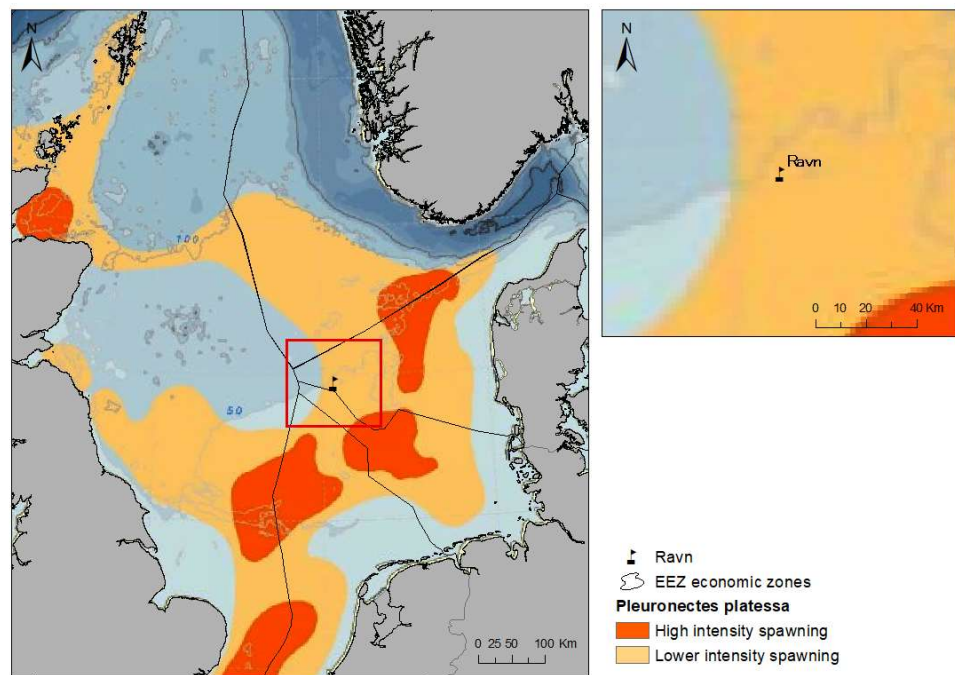 N
100
50
0 25 50 100 Km
N
Ravn
0 10 20 40 Km
Ravn
EEZ economic zones
Pleuronectes platessa
High intensity spawning
Lower intensity spawning